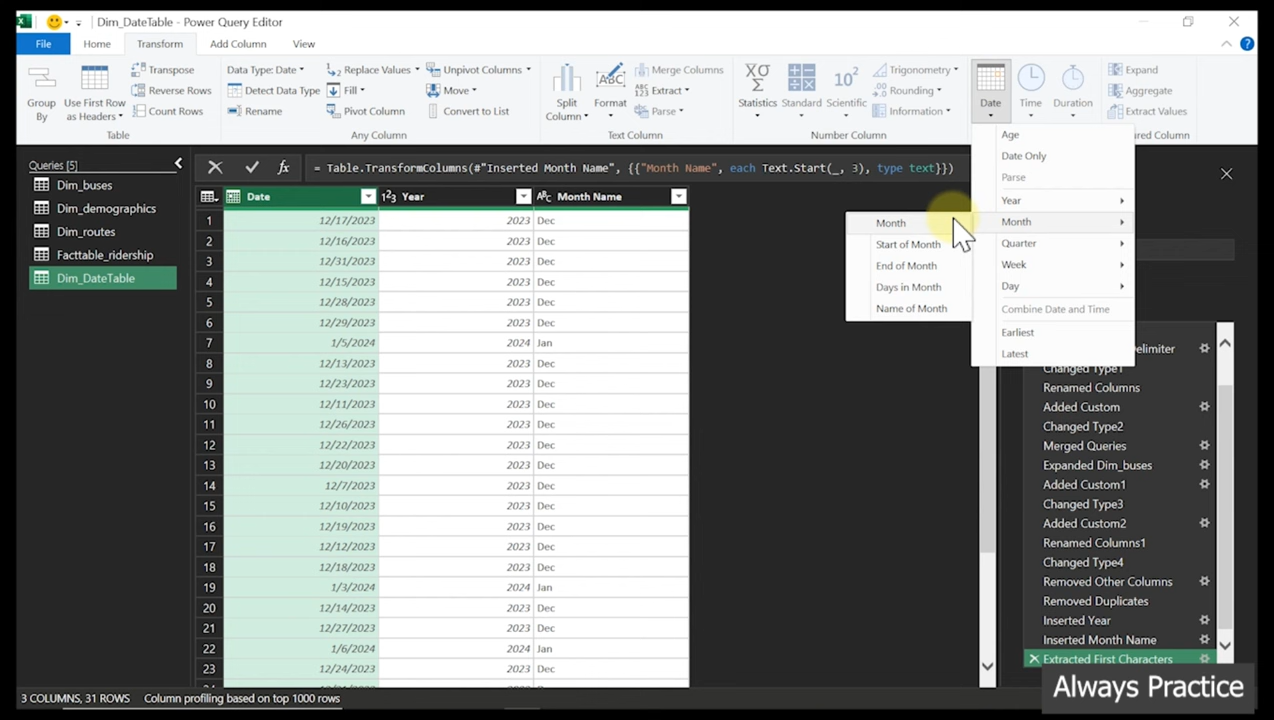 Dim_DateTable - Power Query Editor
File Home Transform Add Column View
Group By
Use First Row as Headers
Transpose
Reverse Rows
Count Rows
Table
Data Type: Date
Detect Data Type
Rename
Replace Values
Fill
Pivot Column
Unpivot Columns
Move
Convert to List
Any Column
Split Column
ABC
Format
Merge Columns
ABC 123 Extract
abc Parse
Text Column
XΣσ
Statistics
Standard
10²
Scientific
Trigonometry
.00 Rounding
Information
Number Column
Date
Time
Duration
Expand
Aggregate
Extract Values
ured Column
Queries [5]
Dim_buses
Dim_demographics
Dim_routes
Facttable_ridership
Dim_DateTable
fx = Table.TransformColumns(#"Inserted Month Name", {{"Month Name", each Text.Start(_, 3), type text}})
Date 1²3 Year ABC Month Name
1 12/17/2023 2023 Dec
2 12/16/2023 2023 Dec
3 12/31/2023 2023 Dec
4 12/15/2023 2023 Dec
5 12/28/2023 2023 Dec
6 12/29/2023 2023 Dec
7 1/5/2024 2024 Jan
8 12/13/2023 2023 Dec
9 12/23/2023 2023 Dec
10 12/11/2023 2023 Dec
11 12/26/2023 2023 Dec
12 12/22/2023 2023 Dec
13 12/20/2023 2023 Dec
14 12/7/2023 2023 Dec
15 12/10/2023 2023 Dec
16 12/19/2023 2023 Dec
17 12/12/2023 2023 Dec
18 12/18/2023 2023 Dec
19 1/3/2024 2024 Jan
20 12/14/2023 2023 Dec
21 12/27/2023 2023 Dec
22 1/6/2024 2024 Jan
23 12/24/2023 2023 Dec
Age
Date Only
Parse
Year
Month
Quarter
Week
Day
Combine Date and Time
Earliest
Latest
Month
Start of Month
End of Month
Days in Month
Name of Month
Delimiter
Changed Type1
Renamed Columns
Added Custom
Changed Type2
Merged Queries
Expanded Dim_buses
Added Custom1
Changed Type3
Added Custom2
Renamed Columns1
Changed Type4
Removed Other Columns
Removed Duplicates
Inserted Year
Inserted Month Name
Extracted First Characters
Always Practice
3 COLUMNS, 31 ROWS Column profiling based on top 1000 rows